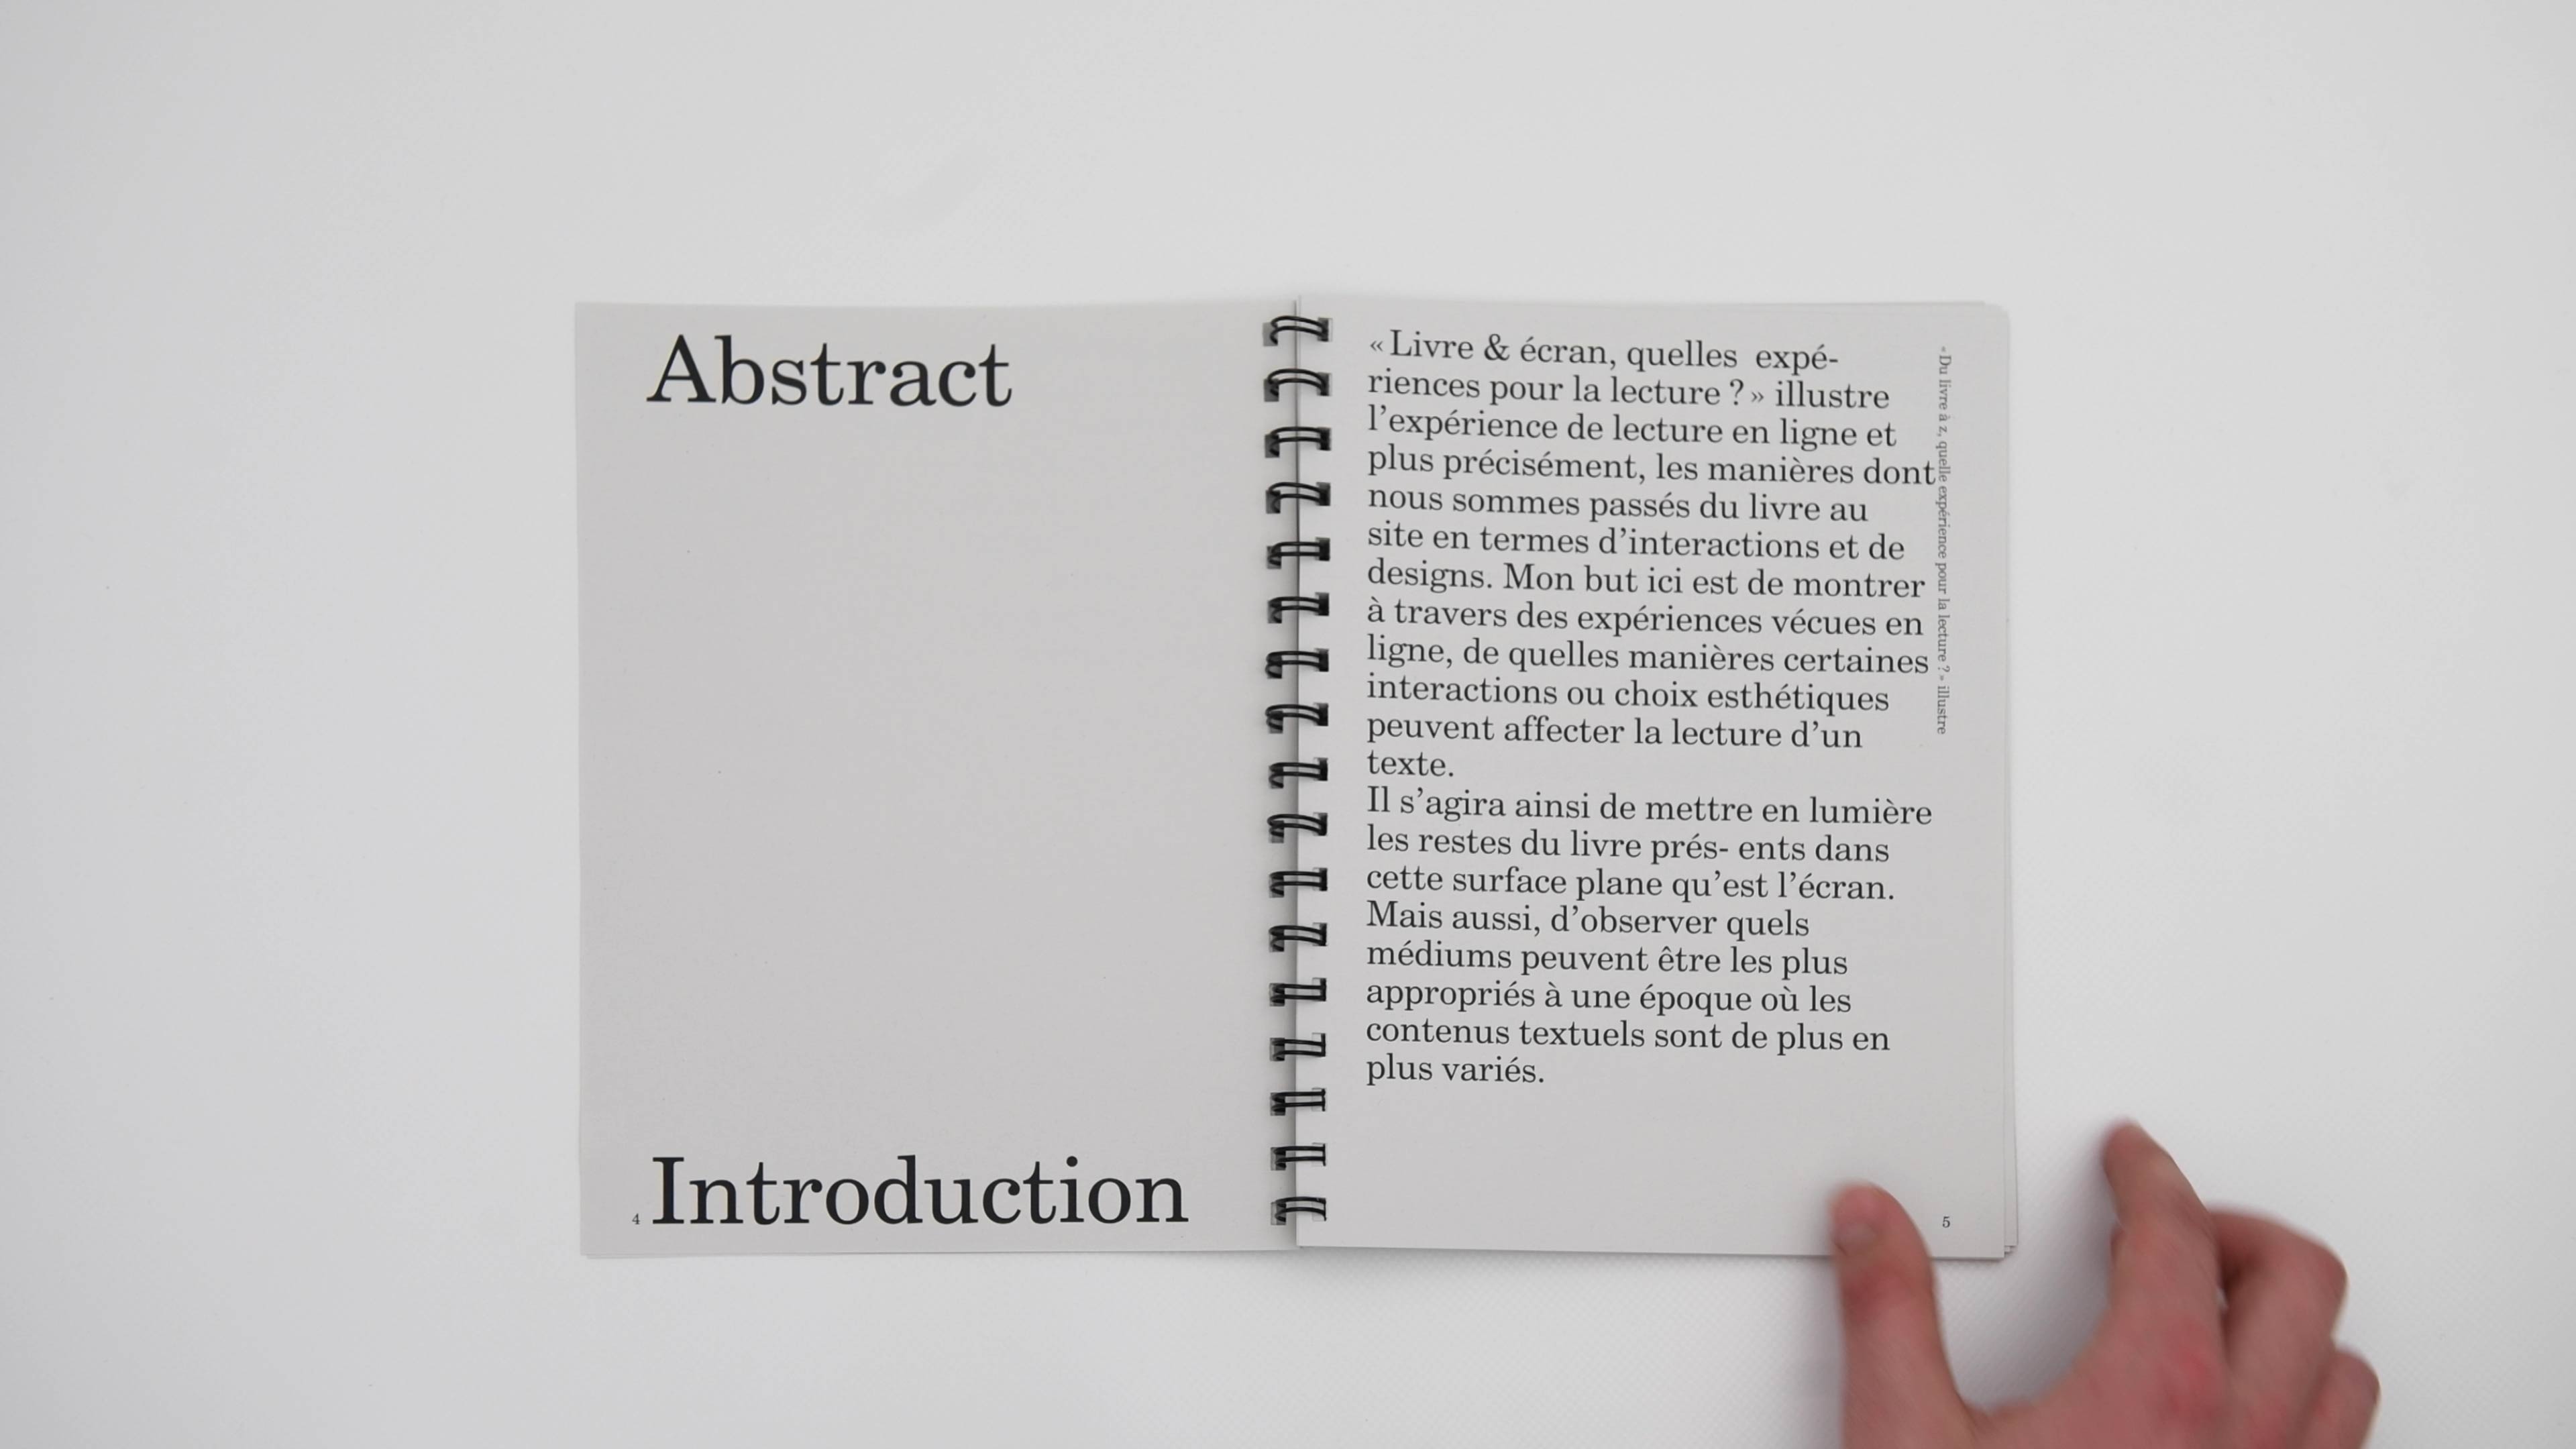 Abstract
4
Introduction
« Livre & écran, quelles expé-
riences pour la lecture ? » illustre
l’expérience de lecture en ligne et
plus précisément, les manières dont
nous sommes passés du livre au
site en termes d’interactions et de
designs. Mon but ici est de montrer
à travers des expériences vécues en
ligne, de quelles manières certaines
interactions ou choix esthétiques
peuvent affecter la lecture d’un
texte.
Il s’agira ainsi de mettre en lumière
les restes du livre prés- ents dans
cette surface plane qu’est l’écran.
Mais aussi, d’observer quels
médiums peuvent être les plus
appropriés à une époque où les
contenus textuels sont de plus en
plus variés.
« Du livre à z, quelle expérience pour la lecture ? » illustre
5